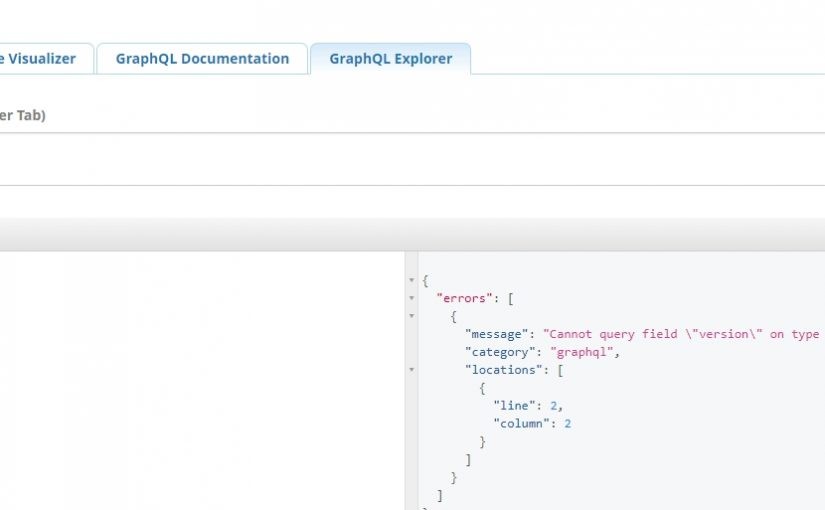 e Visualizer GraphQL Documentation GraphQL Explorer
er Tab)
{
"errors": [
{
"message": "Cannot query field \"version\" on type
"category": "graphql",
"locations": [
{
"line": 2,
"column": 2
}
]
}
]